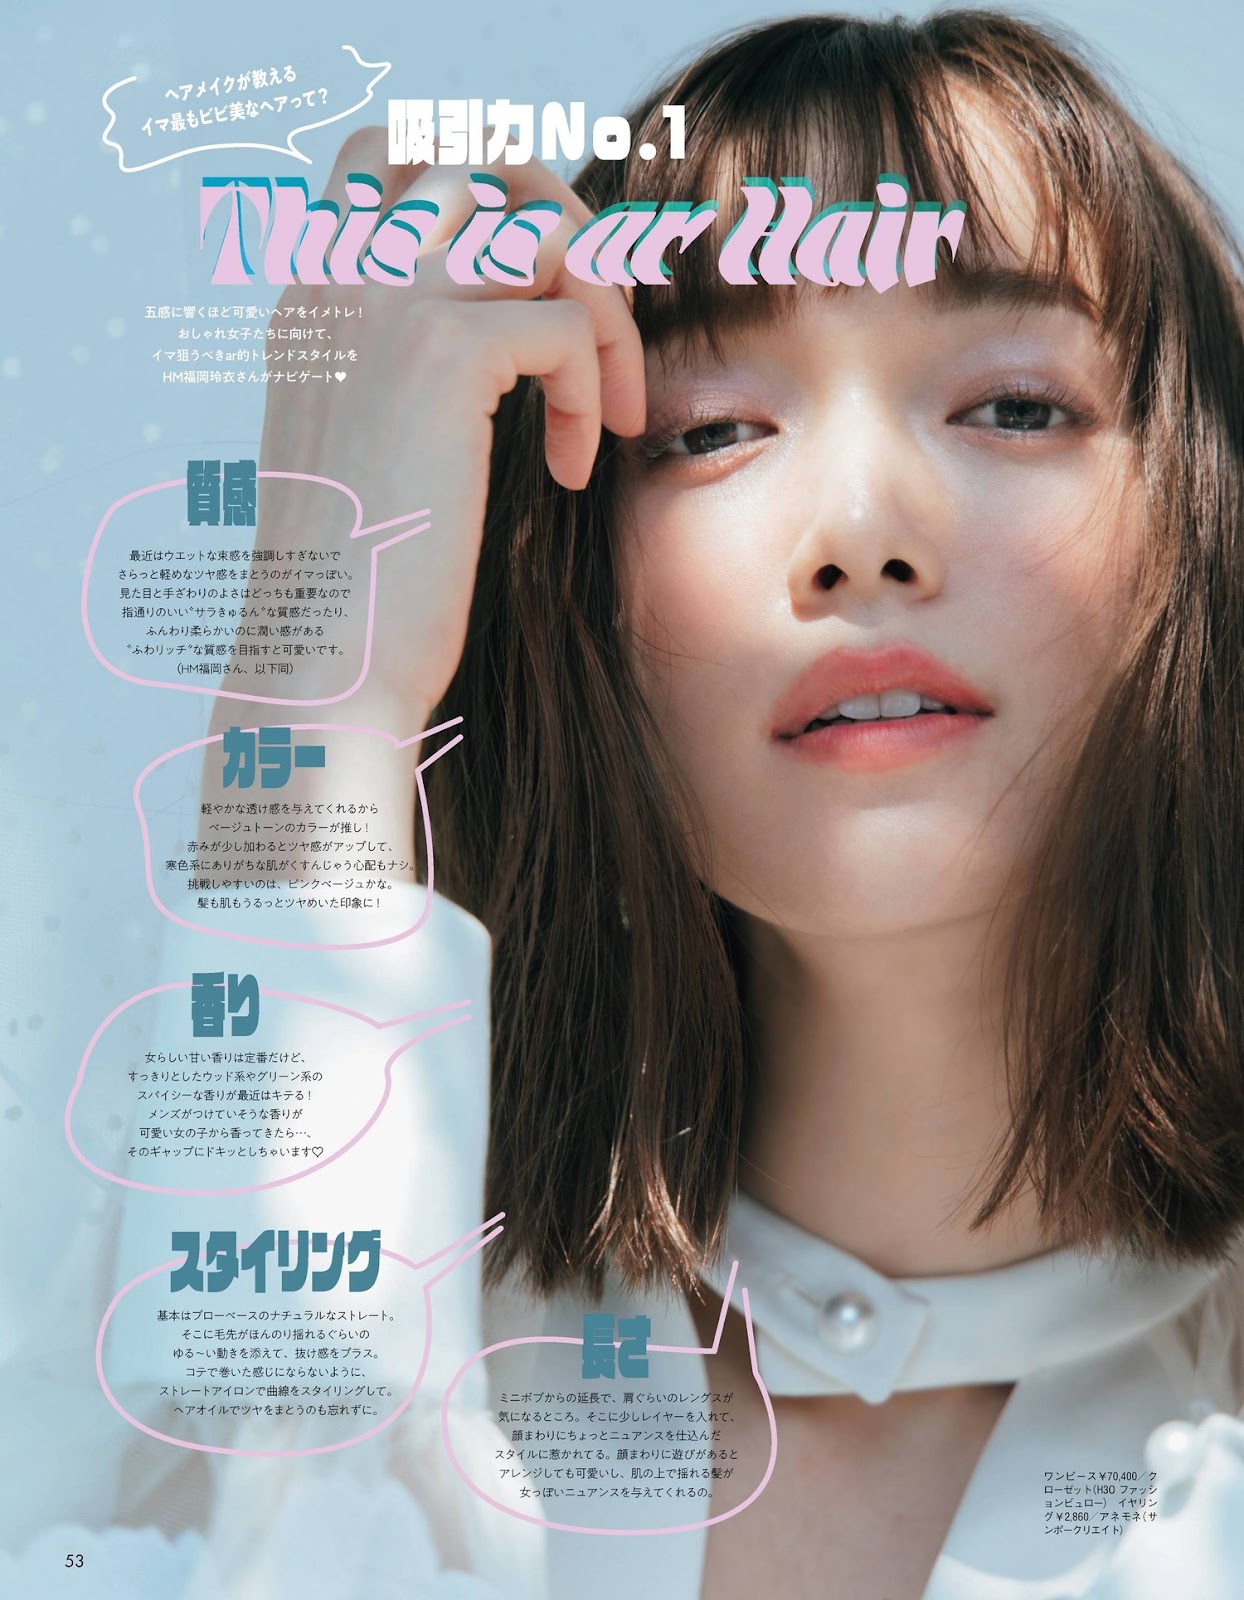 ヘアメイクが教える
イマ最もビビ美なヘアって?
吸引力No.1
This is ar Hair
五感に響くほど可愛いヘアをイメトレ!
おしゃれ女子たちに向けて、
イマ狙うべきar的トレンドスタイルを
HM福岡玲衣さんがナビゲート♥
質感
最近はウエットな束感を強調しすぎないで
さらっと軽めなツヤ感をまとうのがイマっぽい。
見た目と手ざわりのよさはどっちも重要なので
指通りのいい〝サラきゅるん〟な質感だったり、
ふんわり柔らかいのに潤い感がある
〝ふわリッチ〟な質感を目指すと可愛いです。
(HM福岡さん、以下同)
カラー
軽やかな透け感を与えてくれるから
ベージュトーンのカラーが推し!
赤みが少し加わるとツヤ感がアップして、
寒色系にありがちな肌がくすんじゃう心配もナシ。
挑戦しやすいのは、ピンクベージュかな。
髪も肌もうるっとツヤめいた印象に!
香り
女らしい甘い香りは定番だけど、
すっきりとしたウッド系やグリーン系の
スパイシーな香りが最近はキテる!
メンズがつけていそうな香りが
可愛い女の子から香ってきたら…、
そのギャップにドキッとしちゃいます♡
スタイリング
基本はブローベースのナチュラルなストレート。
そこに毛先がほんのり揺れるぐらいの
ゆる〜い動きを添えて、抜け感をプラス。
コテで巻いた感じにならないように、
ストレートアイロンで曲線をスタイリングして。
ヘアオイルでツヤをまとうのも忘れずに。
長さ
ミニボブからの延長で、肩ぐらいのレングスが
気になるところ。そこに少しレイヤーを入れて、
顔まわりにちょっとニュアンスを仕込んだ
スタイルに惹かれてる。顔まわりに遊びがあると
アレンジしても可愛いし、肌の上で揺れる髪が
女っぽいニュアンスを与えてくれるの。
ワンピース¥70,400/ク
ローゼット(H3O ファッシ
ョンビュロー) イヤリン
グ¥2,860/アネモネ(サ
ンポークリエイト)
53